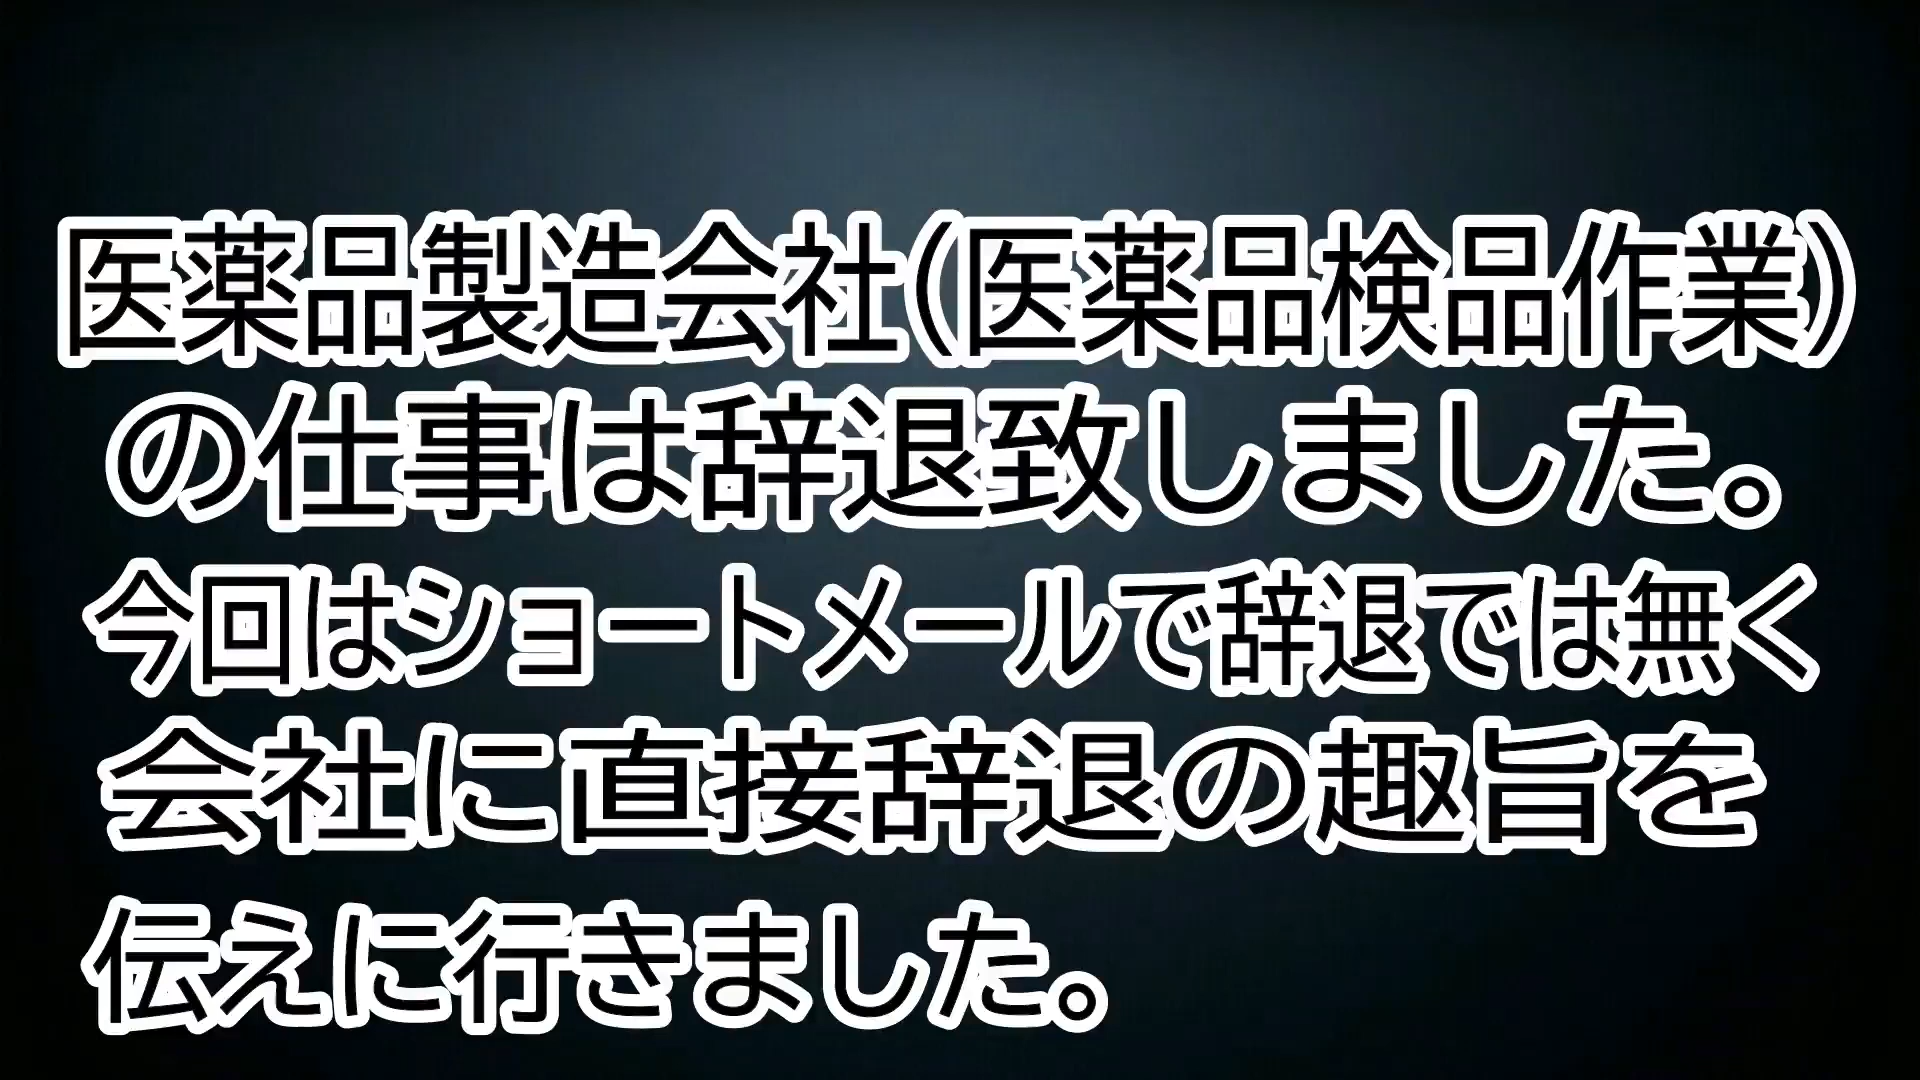 医薬品製造会社(医薬品検品作業)
の仕事は辞退致しました。
今回はショートメールで辞退では無く
会社に直接辞退の趣旨を
伝えに行きました。